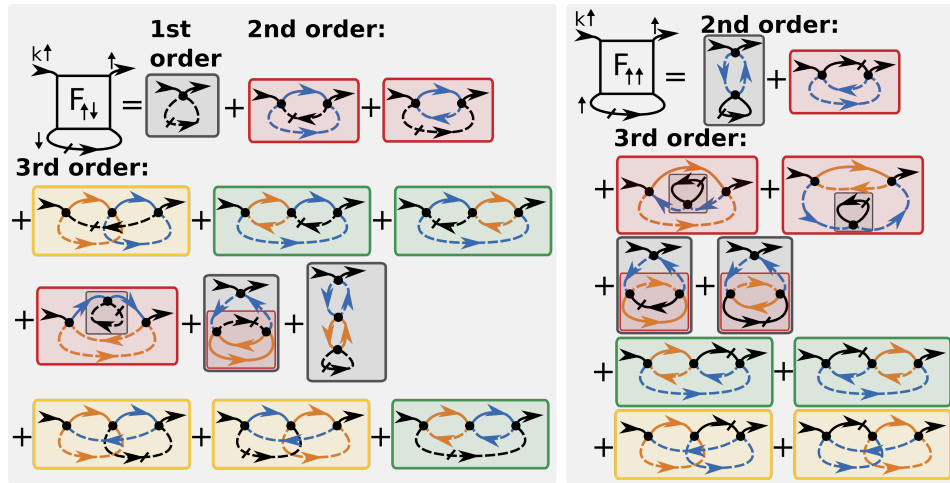 1st order
2nd order:
k↑
↑
F↑↓
=
+
+
↓
3rd order:
+
+
+
+
+
+
+
+
+
k↑
↑
2nd order:
F↑↑
=
+
↑
3rd order:
+
+
+
+
+
+
+
+